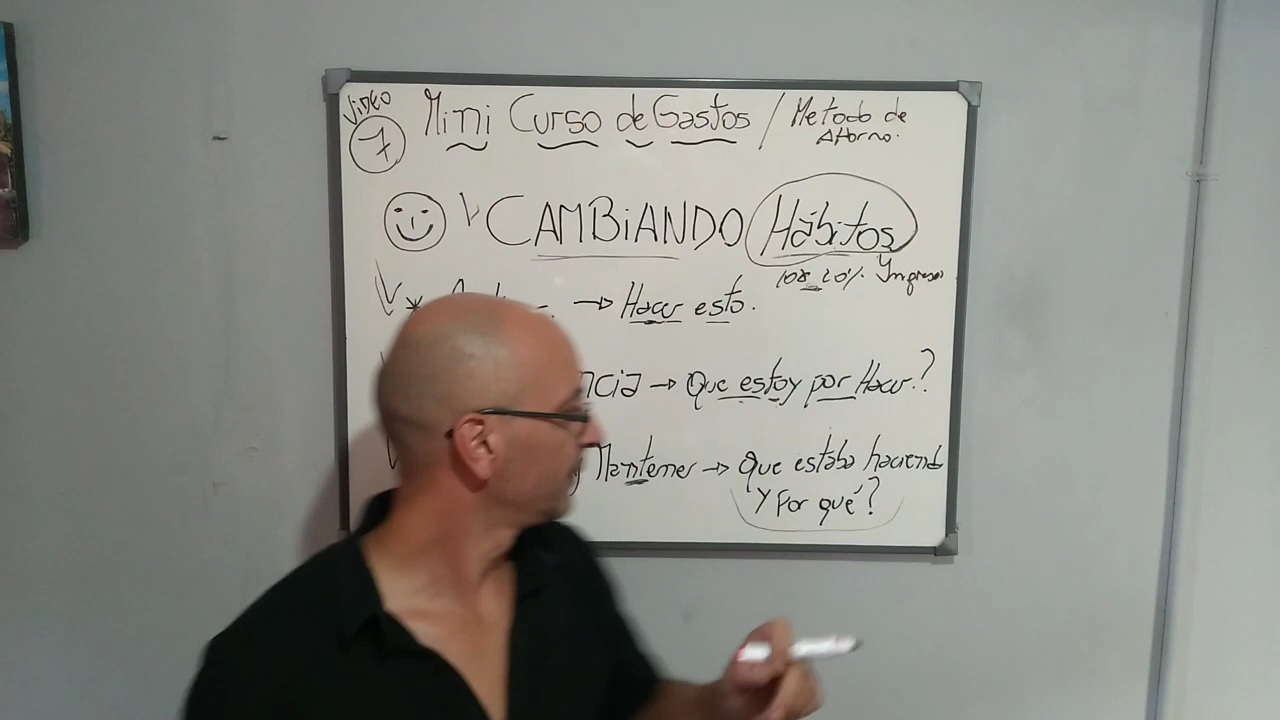 VIDEO
7
Mini Curso de Gastos / Metodo de
Ahorro.
CAMBiANDO Hábitos
10% 20% Y Ingresos
→ Hacer esto.
ncia → Que estoy por Hacer.?
y Mantener → Que estaba haciendo
Y Por qué?